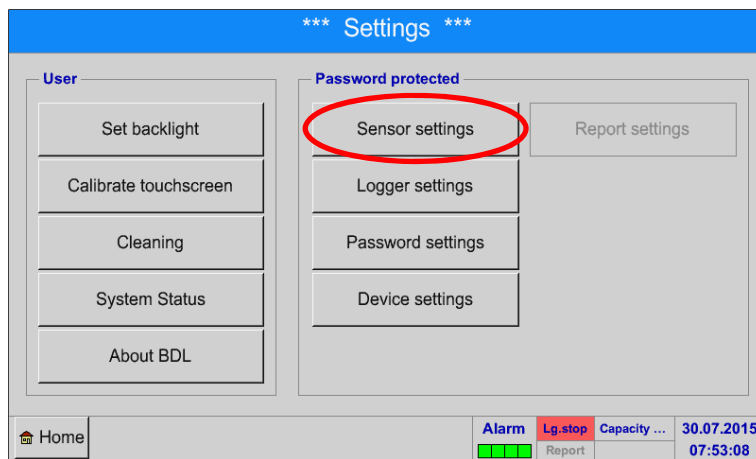 *** Settings ***
User
Set backlight
Calibrate touchscreen
Cleaning
System Status
About BDL
Password protected
Sensor settings
Report settings
Logger settings
Password settings
Device settings
Home
Alarm
Lg.stop
Capacity ...
30.07.2015
Report
07:53:08